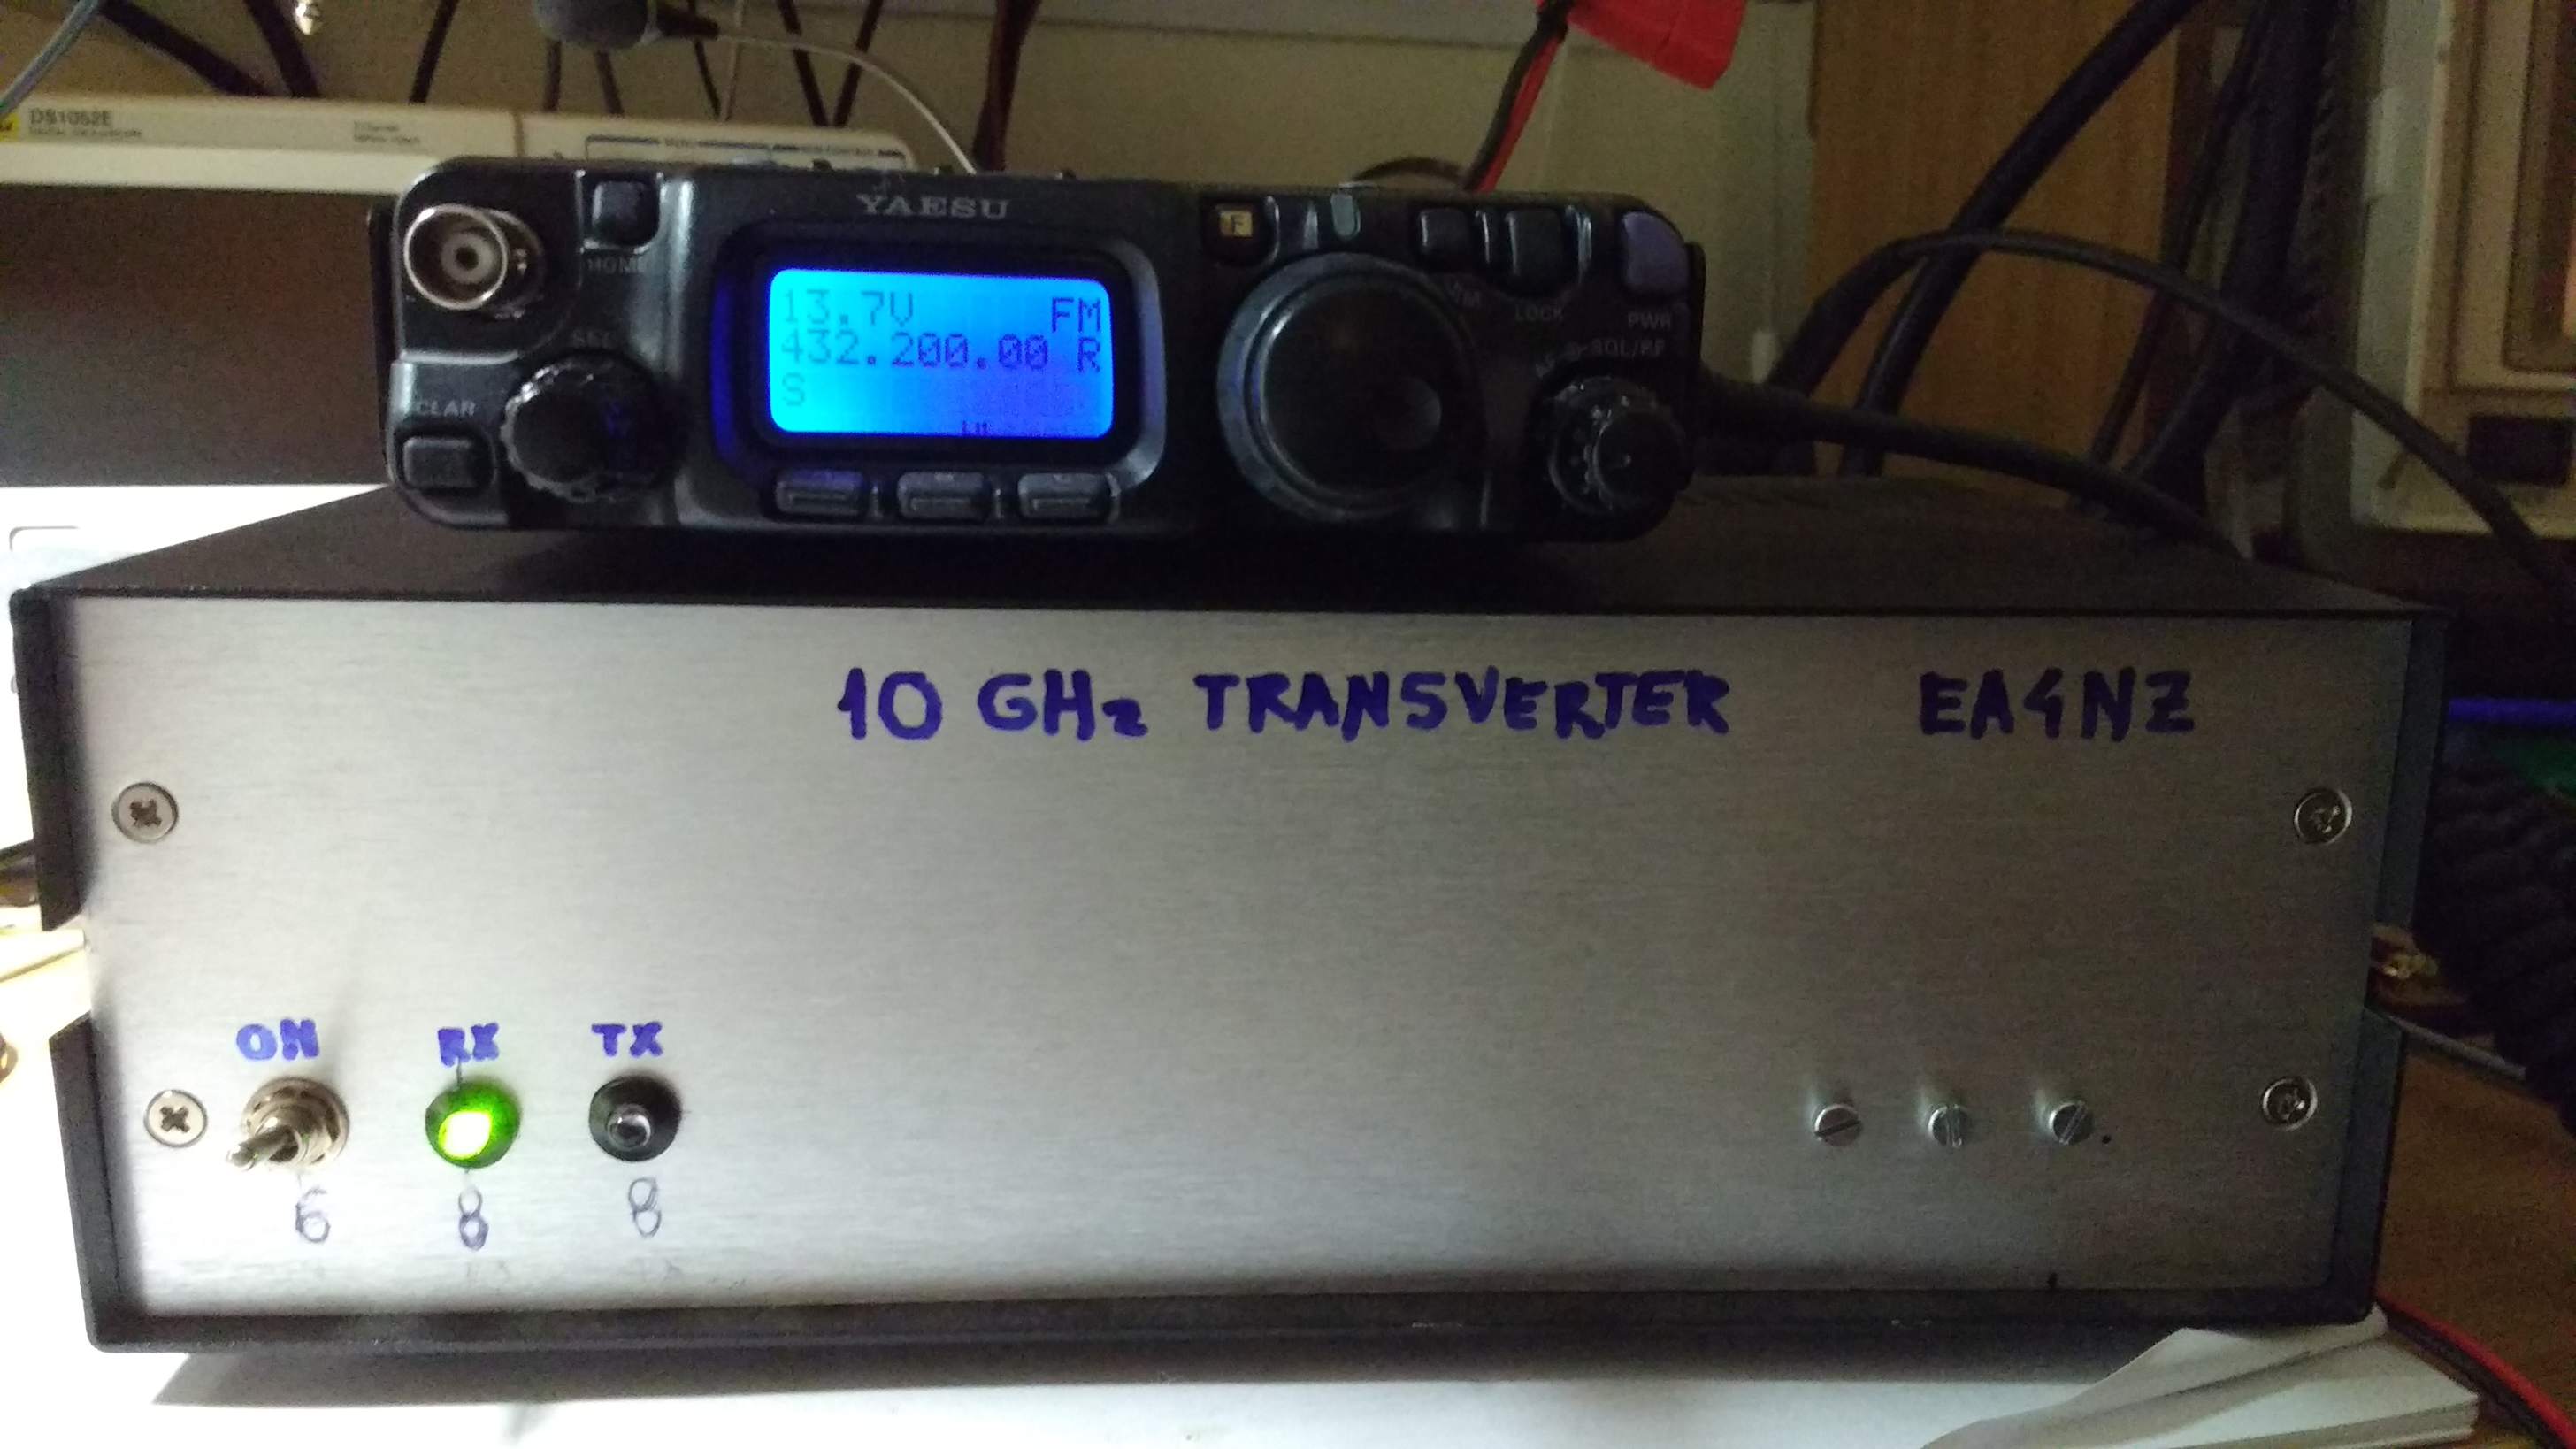 DS1052E
YAESU
F
HOME
13.7V FM
432.200.00 R
S
SEL
CLAR
V/M
LOCK
PWR
10 GHz TRANSVERTER EA4NZ
ON RX TX
6 8 8